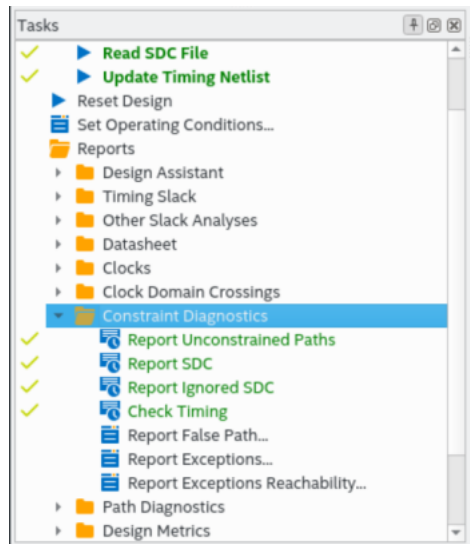 Tasks
Read SDC File
Update Timing Netlist
Reset Design
Set Operating Conditions...
Reports
Design Assistant
Timing Slack
Other Slack Analyses
Datasheet
Clocks
Clock Domain Crossings
Constraint Diagnostics
Report Unconstrained Paths
Report SDC
Report Ignored SDC
Check Timing
Report False Path...
Report Exceptions...
Report Exceptions Reachability...
Path Diagnostics
Design Metrics